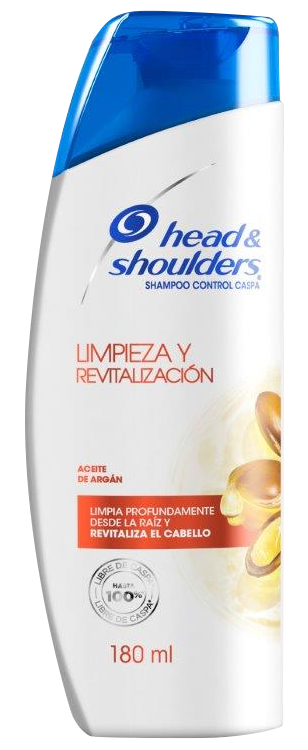 head &
shoulders®
SHAMPOO CONTROL CASPA
LIMPIEZA Y
REVITALIZACIÓN
ACEITE
DE ARGÁN
LIMPIA PROFUNDAMENTE
DESDE LA RAÍZ Y
REVITALIZA EL CABELLO
LIBRE DE CASPA
HASTA
100%
LIBRE DE CASPA*
180 ml